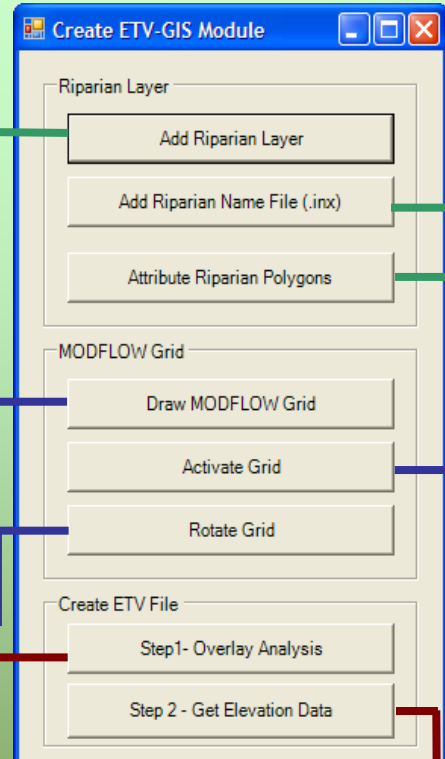 Create ETV-GIS Module
Riparian Layer
Add Riparian Layer
Add Riparian Name File (.inx)
Attribute Riparian Polygons
MODFLOW Grid
Draw MODFLOW Grid
Activate Grid
Rotate Grid
Create ETV File
Step1- Overlay Analysis
Step 2 - Get Elevation Data